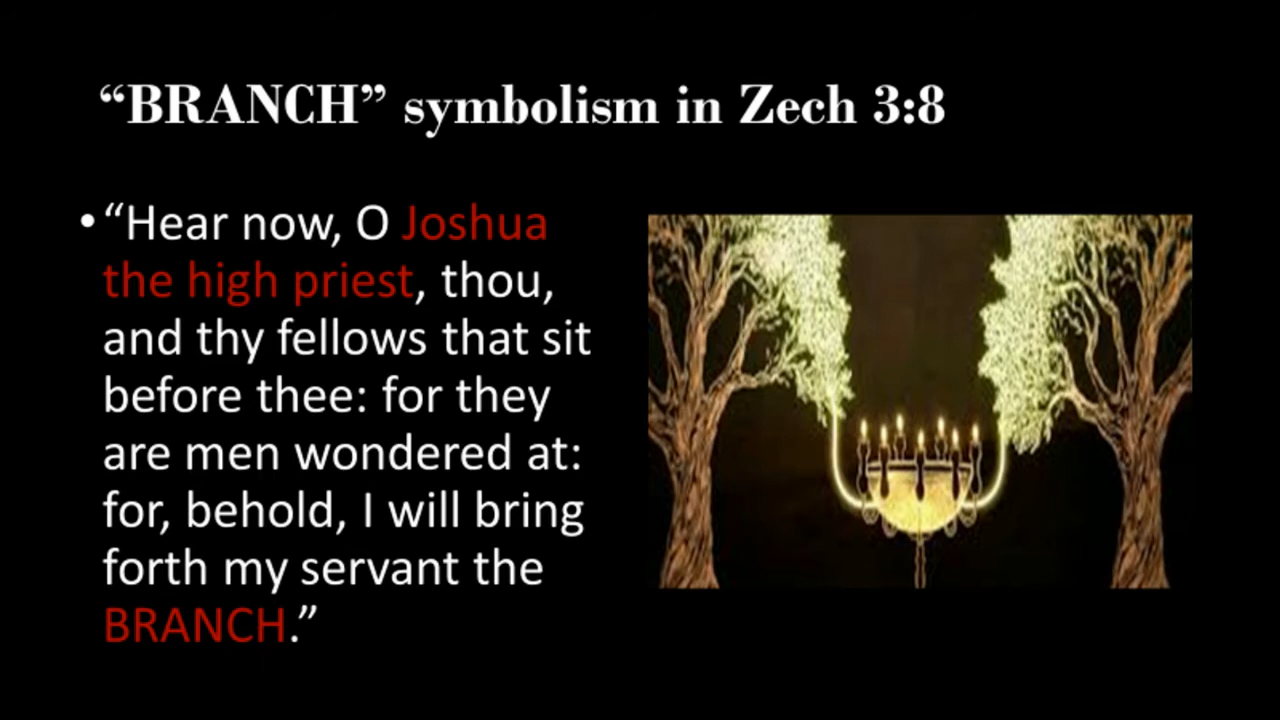 “BRANCH” symbolism in Zech 3:8
• “Hear now, O Joshua
the high priest, thou,
and thy fellows that sit
before thee: for they
are men wondered at:
for, behold, I will bring
forth my servant the
BRANCH.”